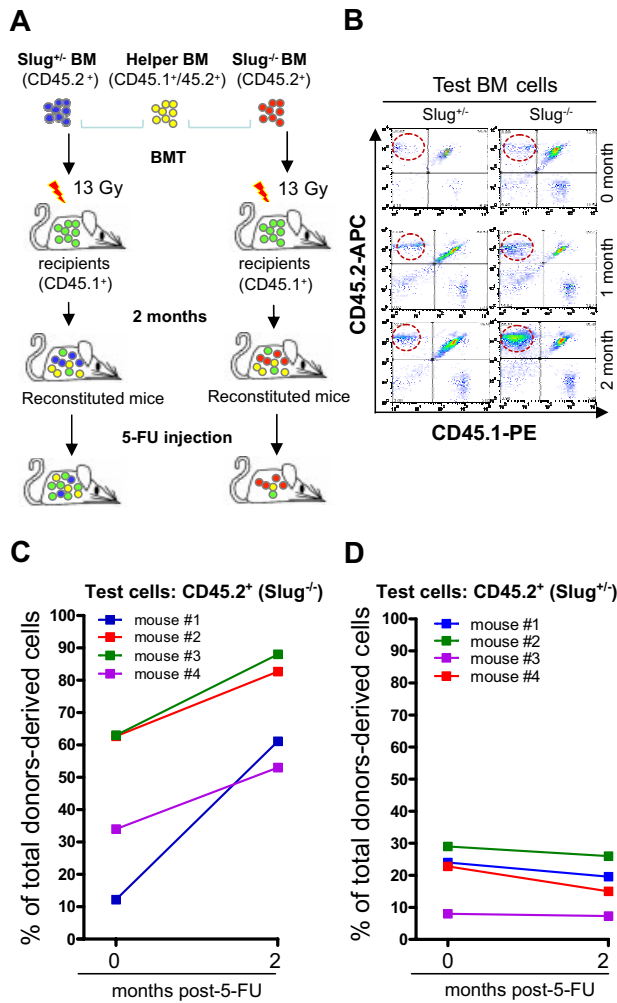 A
Slug+/- BM
(CD45.2+)
Helper BM
(CD45.1+/45.2+)
Slug-/- BM
(CD45.2+)
BMT
13 Gy
13 Gy
recipients
(CD45.1+)
recipients
(CD45.1+)
2 months
Reconstituted mice
Reconstituted mice
5-FU injection
B
Test BM cells
Slug+/-
Slug-/-
0 month
1 month
2 month
CD45.2-APC
CD45.1-PE
C
Test cells: CD45.2+ (Slug-/-)
mouse #1
mouse #2
mouse #3
mouse #4
100
90
80
70
60
50
40
30
20
10
0
0
2
% of total donors-derived cells
months post-5-FU
D
Test cells: CD45.2+ (Slug+/-)
mouse #1
mouse #2
mouse #3
mouse #4
100
90
80
70
60
50
40
30
20
10
0
0
2
% of total donors-derived cells
months post-5-FU